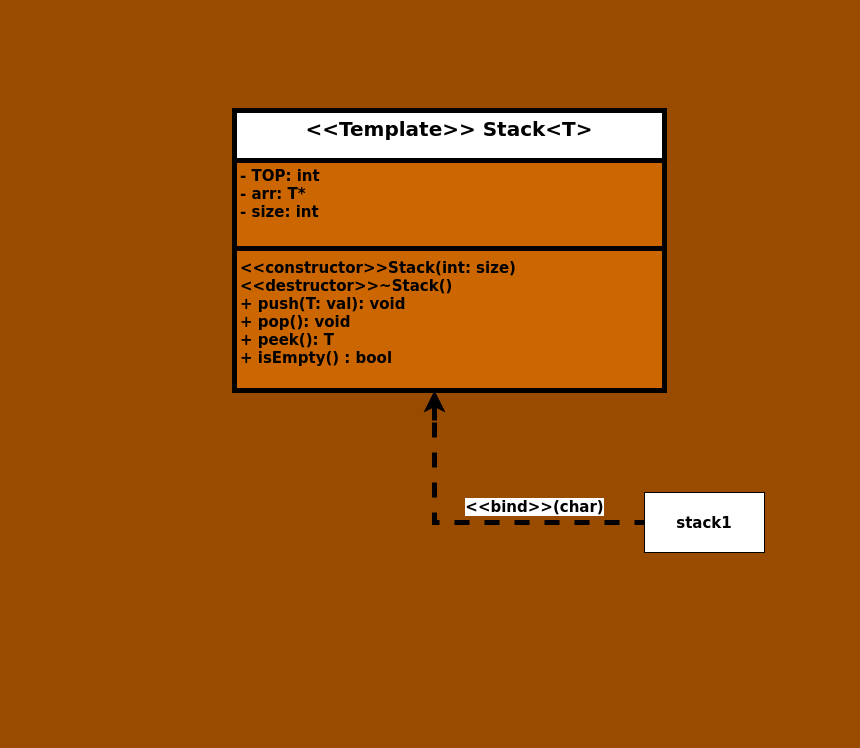 <<Template>> Stack<T>
- TOP: int
- arr: T*
- size: int
<<constructor>>Stack(int: size)
<<destructor>>~Stack()
+ push(T: val): void
+ pop(): void
+ peek(): T
+ isEmpty() : bool
<<bind>>(char)
stack1